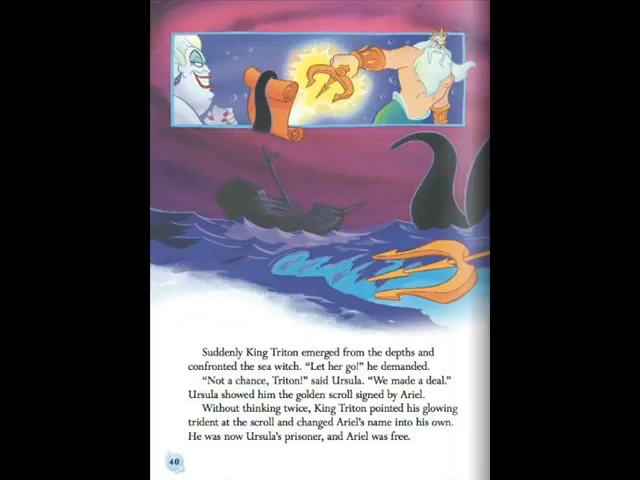 Suddenly King Triton emerged from the depths and
confronted the sea witch. “Let her go!” he demanded.
“Not a chance, Triton!” said Ursula. “We made a deal.”
Ursula showed him the golden scroll signed by Ariel.
Without thinking twice, King Triton pointed his glowing
trident at the scroll and changed Ariel’s name into his own.
He was now Ursula’s prisoner, and Ariel was free.
40